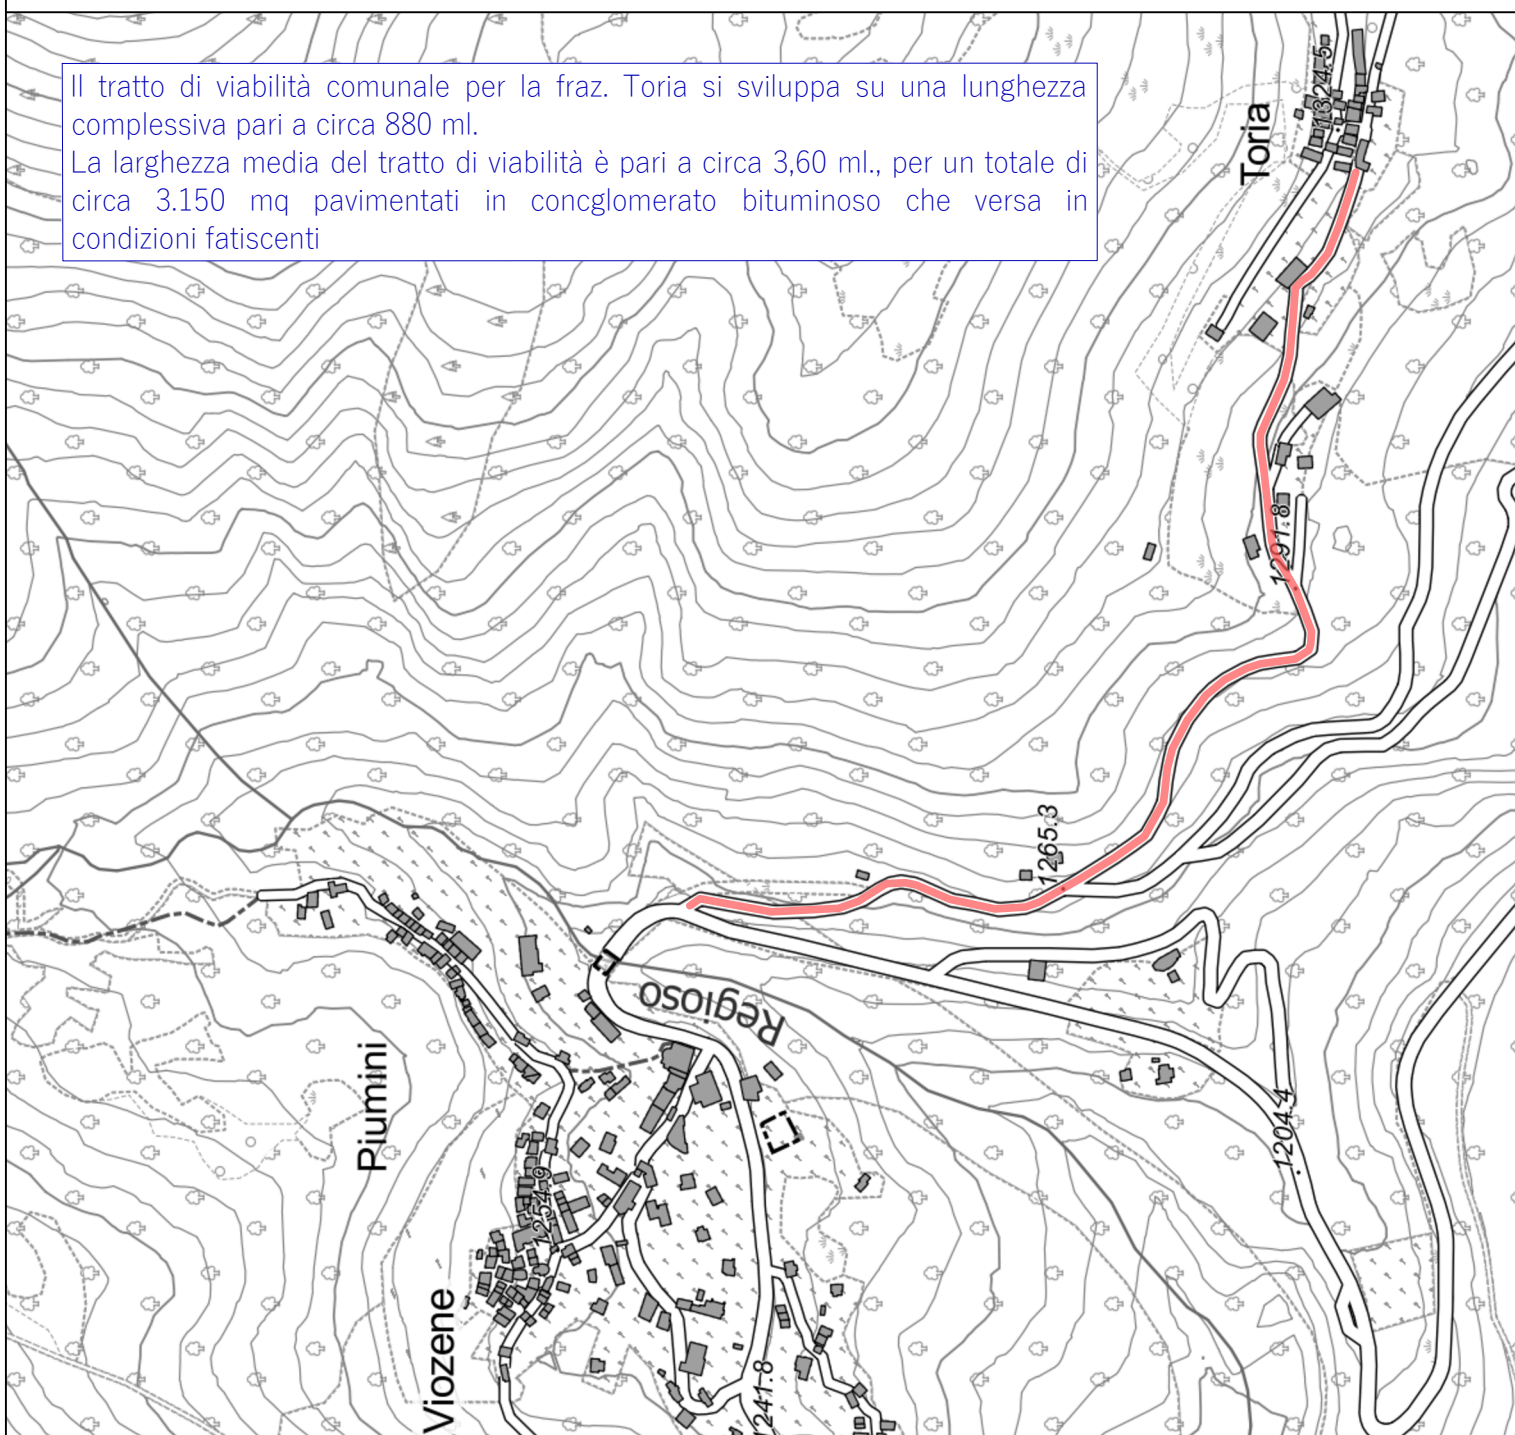 Il tratto di viabilità comunale per la fraz. Toria si sviluppa su una lunghezza
complessiva pari a circa 880 ml.
La larghezza media del tratto di viabilità è pari a circa 3,60 ml., per un totale di
circa 3.150 mq pavimentati in concglomerato bituminoso che versa in
condizioni fatiscenti
1324.5
Toria
1291.8
1265.3
Regioso
Piumini
1204.4
1254.9
Viozene
1241.8